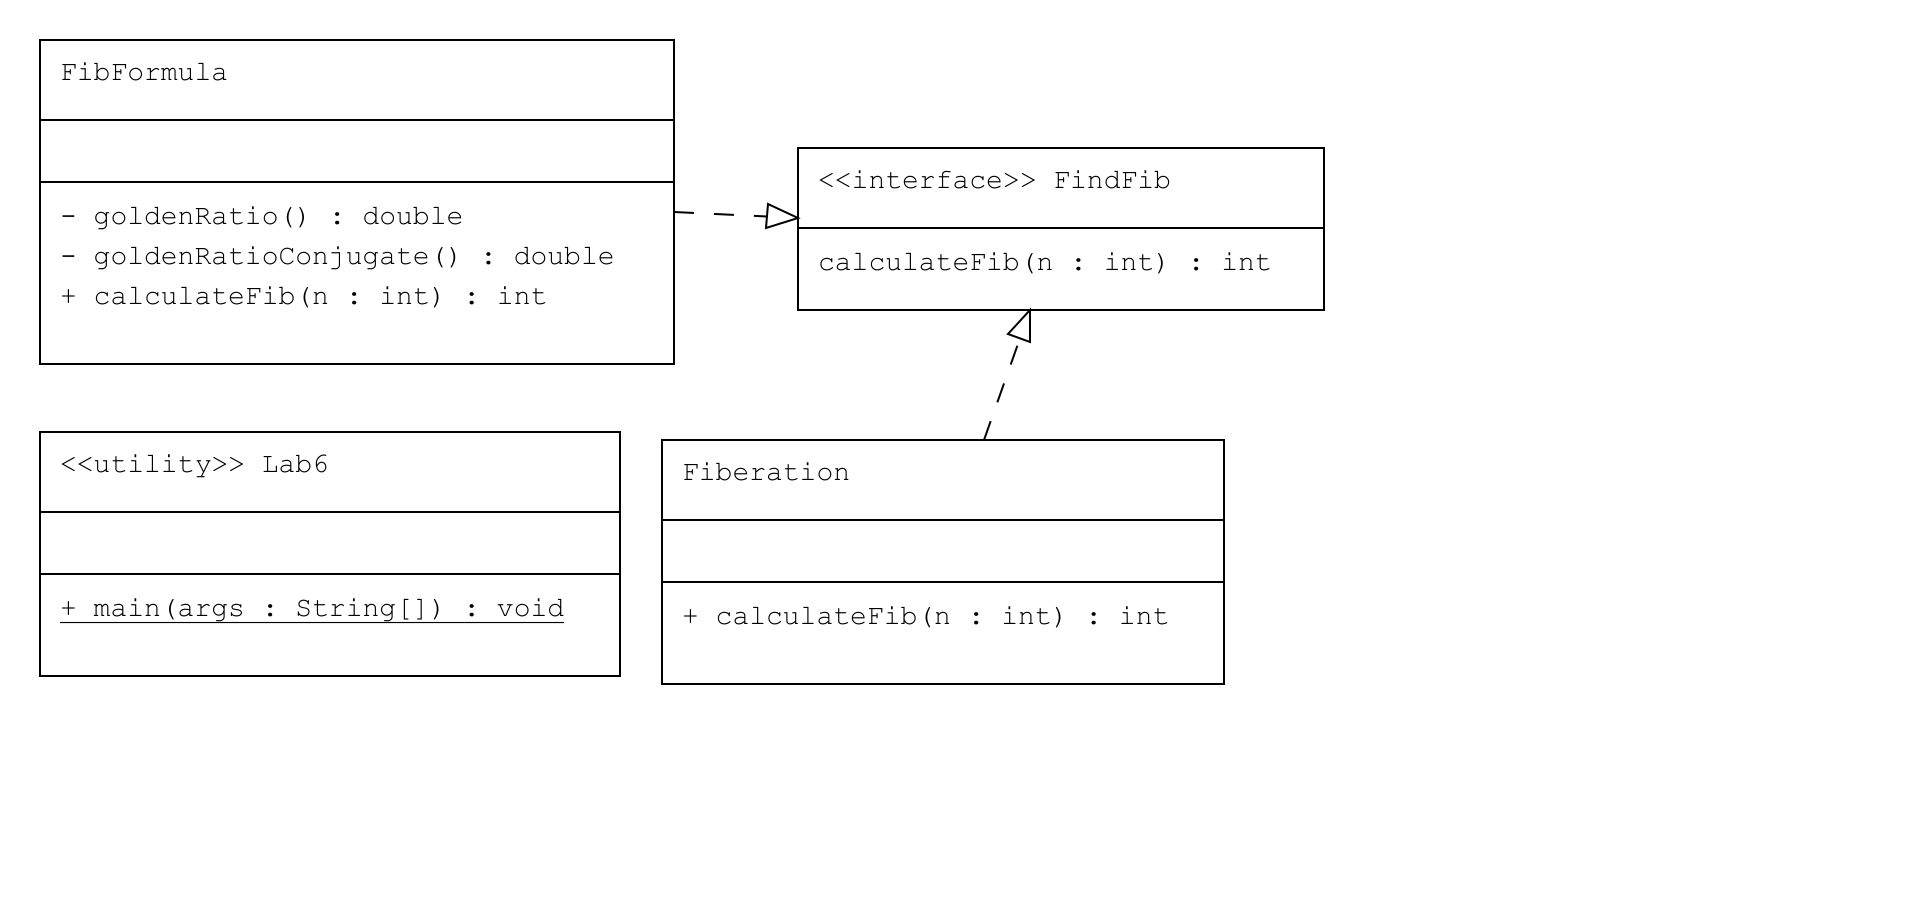 FibFormula
- goldenRatio() : double
- goldenRatioConjugate() : double
+ calculateFib(n : int) : int
<<interface>> FindFib
calculateFib(n : int) : int
<<utility>> Lab6
+ main(args : String[]) : void
Fiberation
+ calculateFib(n : int) : int